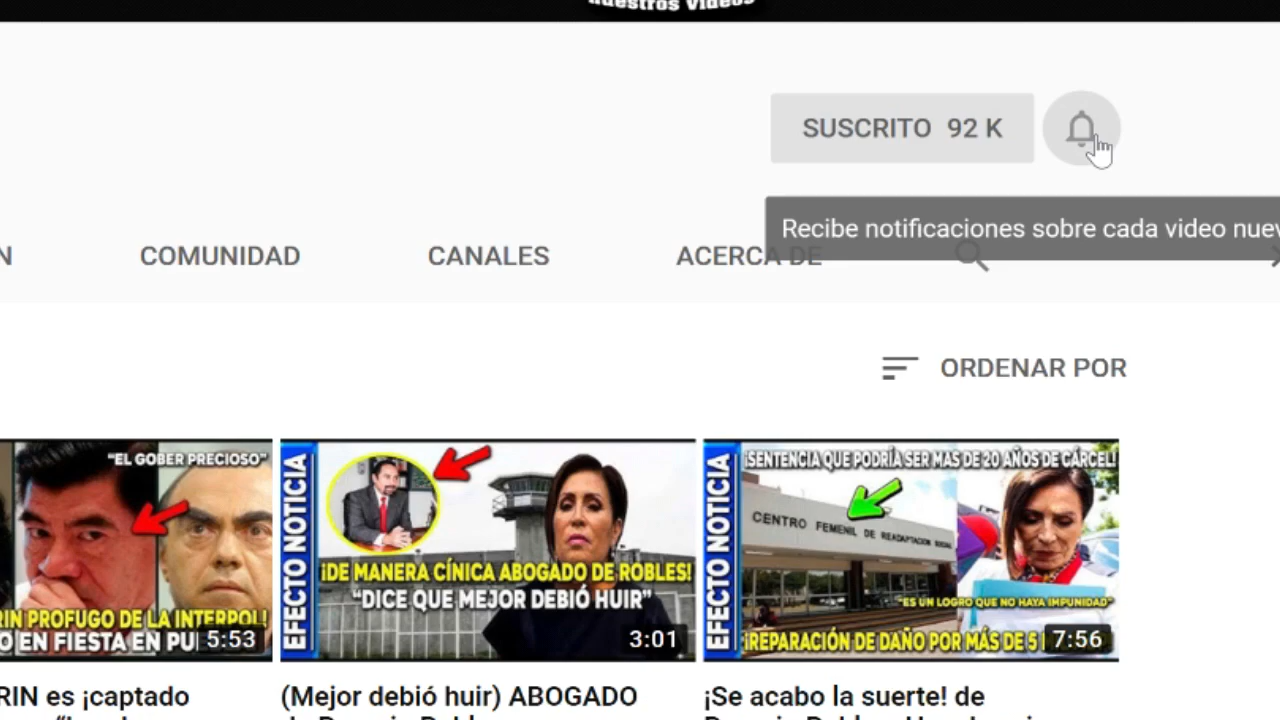 nuestros videos
SUSCRITO 92 K
Recibe notificaciones sobre cada video
COMUNIDAD
CANALES
ACERCA DE
ORDENAR POR
"EL GOBER PRECIOSO"
PROFUGO DE LA INTERPOL!
EN FIESTA EN
5:53
EFECTO NOTICIA
¡DE MANERA CÍNICA ABOGADO DE ROBLES!
"DICE QUE MEJOR DEBIÓ HUIR"
3:01
EFECTO NOTICIA
¡SENTENCIA QUE PODRÍA SER MAS DE 20 AÑOS DE CÁRCEL!
CENTRO FEMENIL DE READAPTACION SOCIAL
"ES UN LOGRO QUE NO HAYA IMPUNIDAD"
¡REPARACIÓN DE DAÑO POR MÁS DE 5
7:56
es ¡captado
(Mejor debió huir) ABOGADO
¡Se acabo la suerte! de